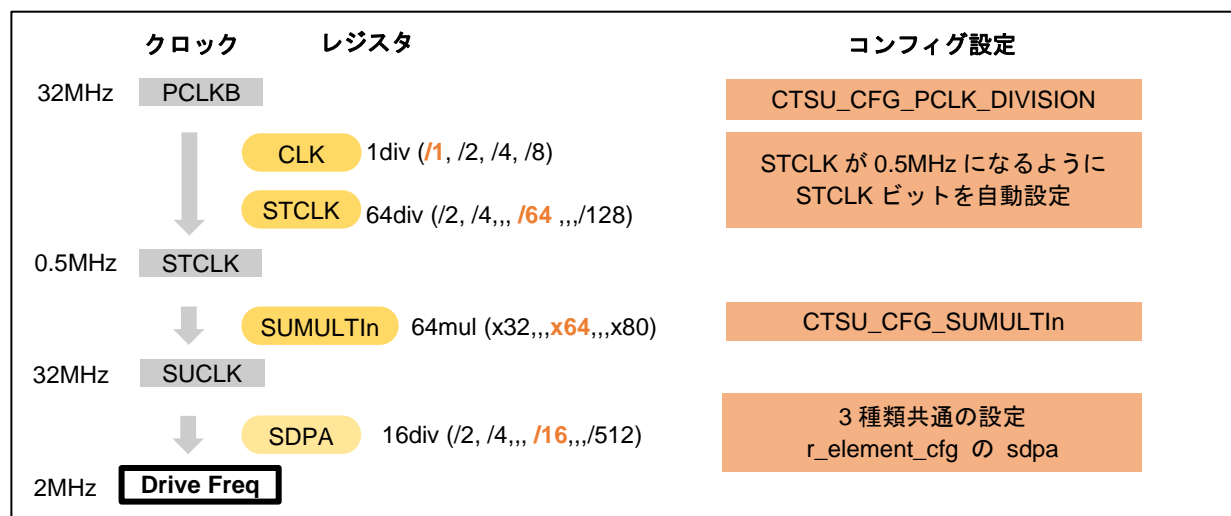 クロック レジスタ コンフィグ設定
32MHz PCLKB CTSU_CFG_PCLK_DIVISION
CLK 1div (/1, /2, /4, /8)
STCLK が 0.5MHz になるように
STCLK ビットを自動設定
STCLK 64div (/2, /4,,, /64 ,,,/128)
0.5MHz STCLK
SUMULTIn 64mul (x32,,,x64,,,x80) CTSU_CFG_SUMULTIn
32MHz SUCLK
SDPA 16div (/2, /4,,, /16,,,/512)
3 種類共通の設定
r_element_cfg の sdpa
2MHz Drive Freq